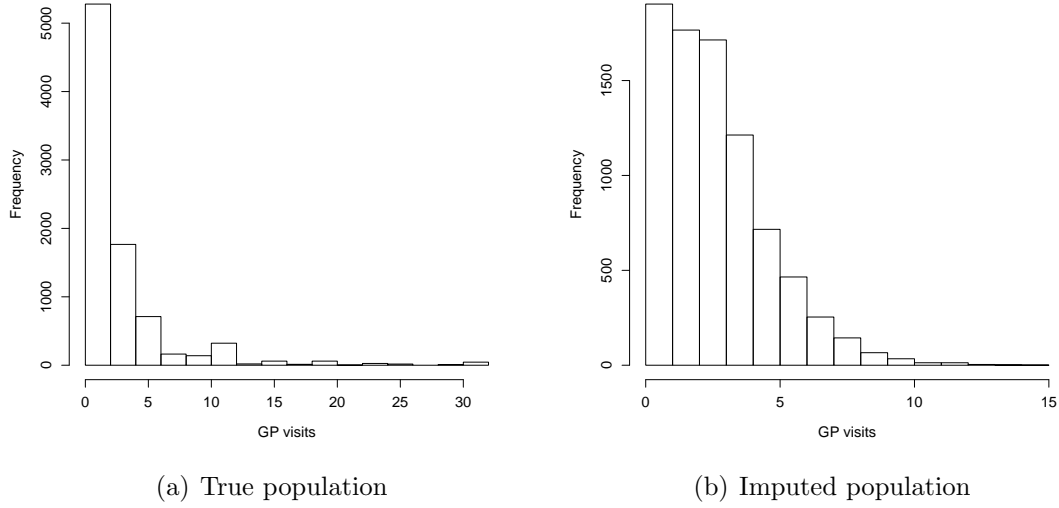 Frequency
5000
4000
3000
2000
1000
0
0 5 10 15 20 25 30
GP visits
(a) True population
Frequency
1500
1000
500
0
0 5 10 15
GP visits
(b) Imputed population